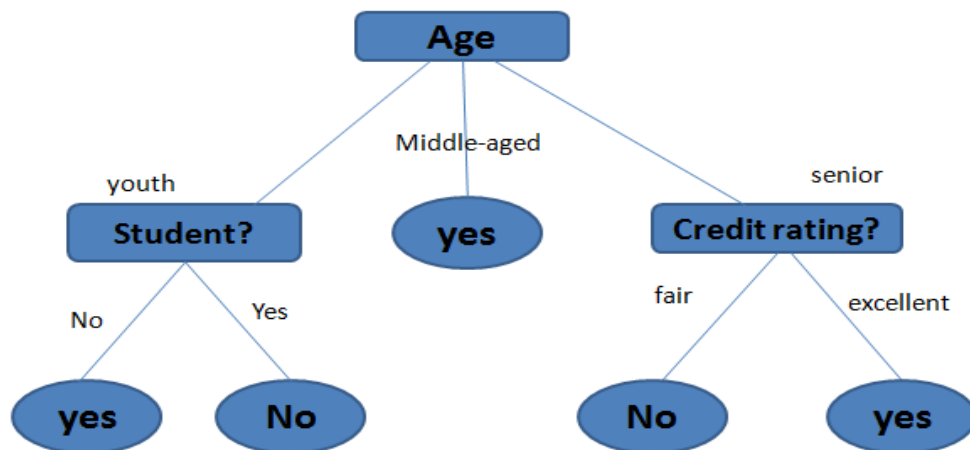 Age
Middle-aged
youth
senior
Student?
yes
Credit rating?
No
Yes
fair
excellent
yes
No
No
yes